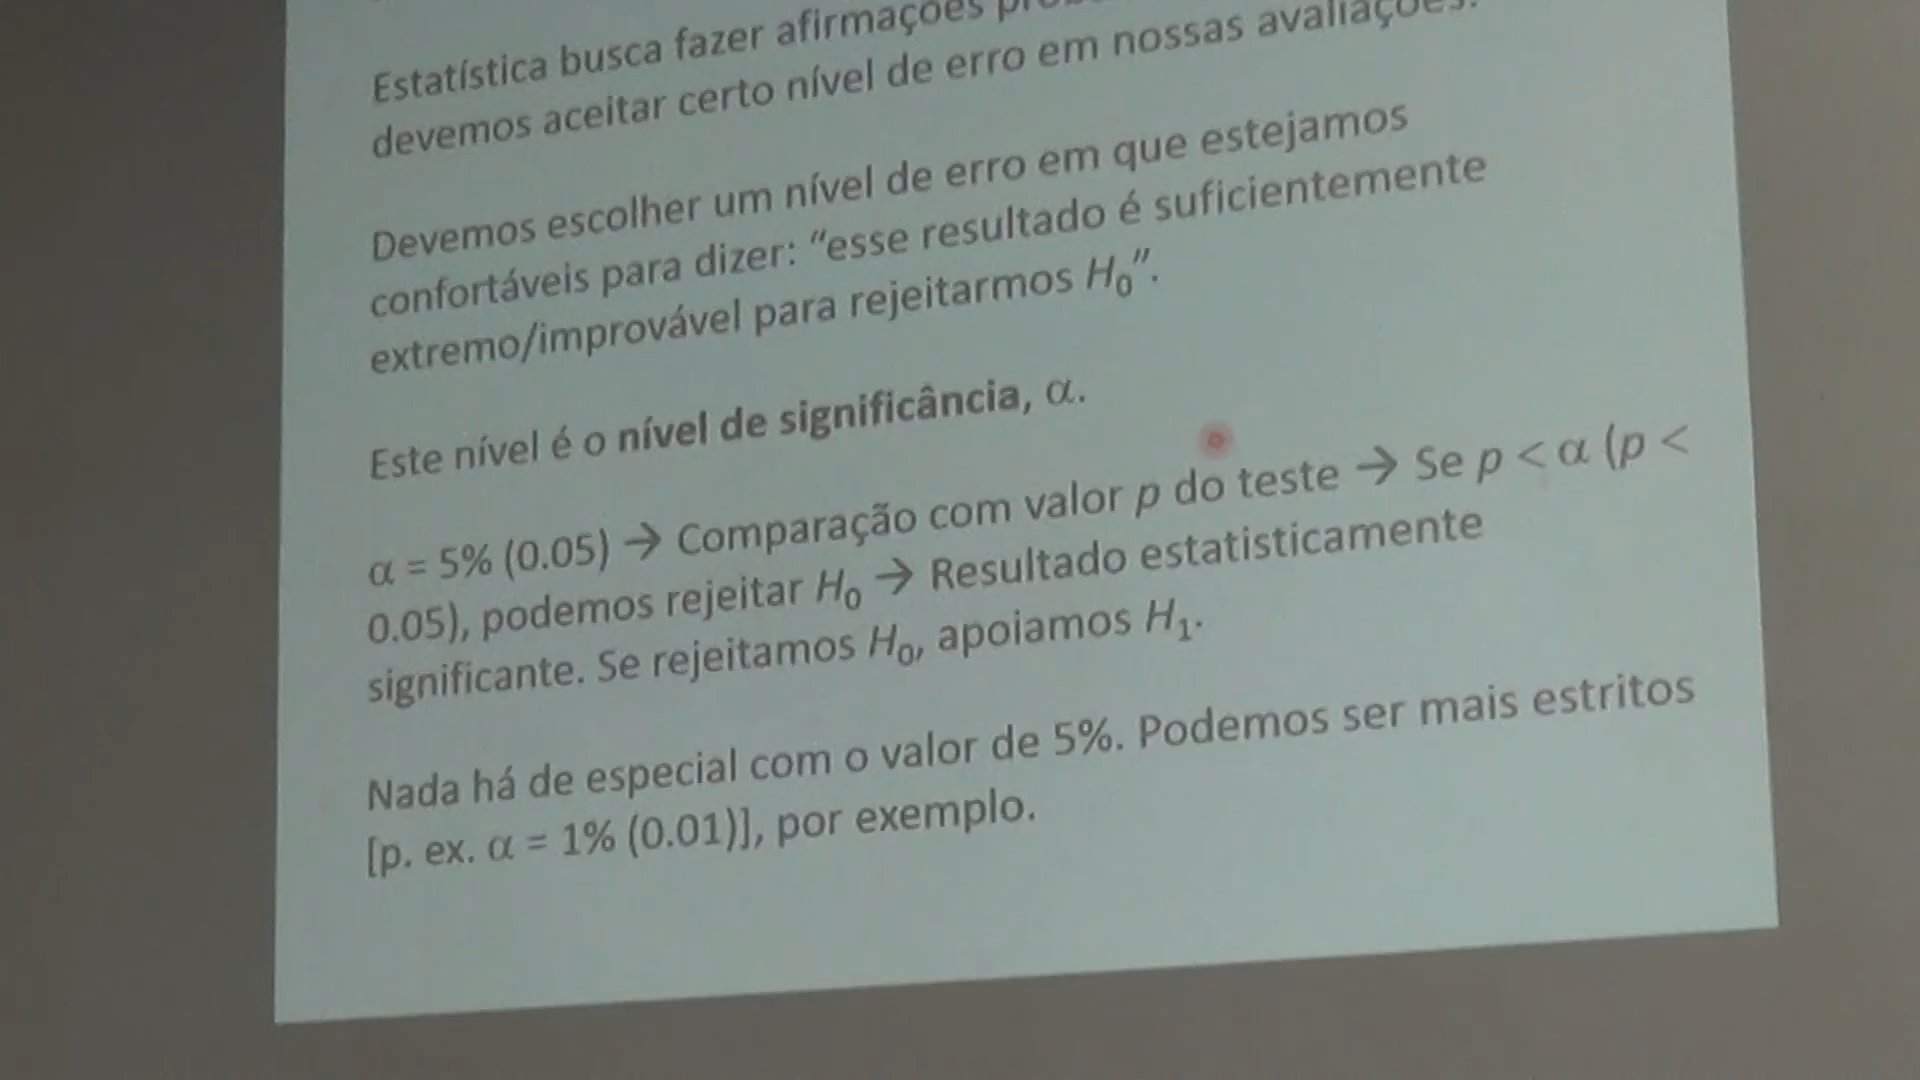 Estatística busca fazer afirmações
devemos aceitar certo nível de erro em nossas avaliações.
Devemos escolher um nível de erro em que estejamos
confortáveis para dizer: “esse resultado é suficientemente
extremo/improvável para rejeitarmos H₀”.
Este nível é o nível de significância, α.
α = 5% (0.05) → Comparação com valor p do teste → Se p < α (p <
0.05), podemos rejeitar H₀ → Resultado estatisticamente
significante. Se rejeitamos H₀, apoiamos H₁.
Nada há de especial com o valor de 5%. Podemos ser mais estritos
[p. ex. α = 1% (0.01)], por exemplo.